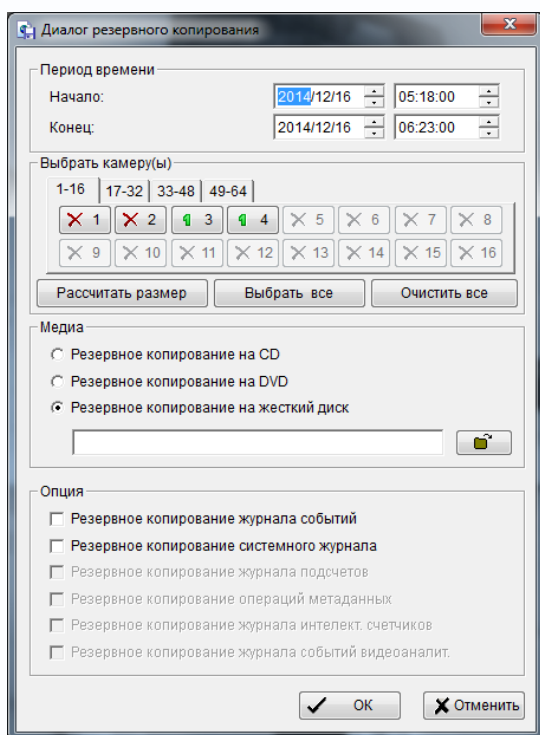 Диалог резервного копирования
Период времени
Начало: 2014/12/16 05:18:00
Конец: 2014/12/16 06:23:00
Выбрать камеру(ы)
1-16 17-32 33-48 49-64
1 2 3 4 5 6 7 8
9 10 11 12 13 14 15 16
Рассчитать размер Выбрать все Очистить все
Медиа
Резервное копирование на CD
Резервное копирование на DVD
Резервное копирование на жесткий диск
Опция
Резервное копирование журнала событий
Резервное копирование системного журнала
Резервное копирование журнала подсчетов
Резервное копирование операций метаданных
Резервное копирование журнала интелект. счетчиков
Резервное копирование журнала событий видеоаналит.
OK Отменить